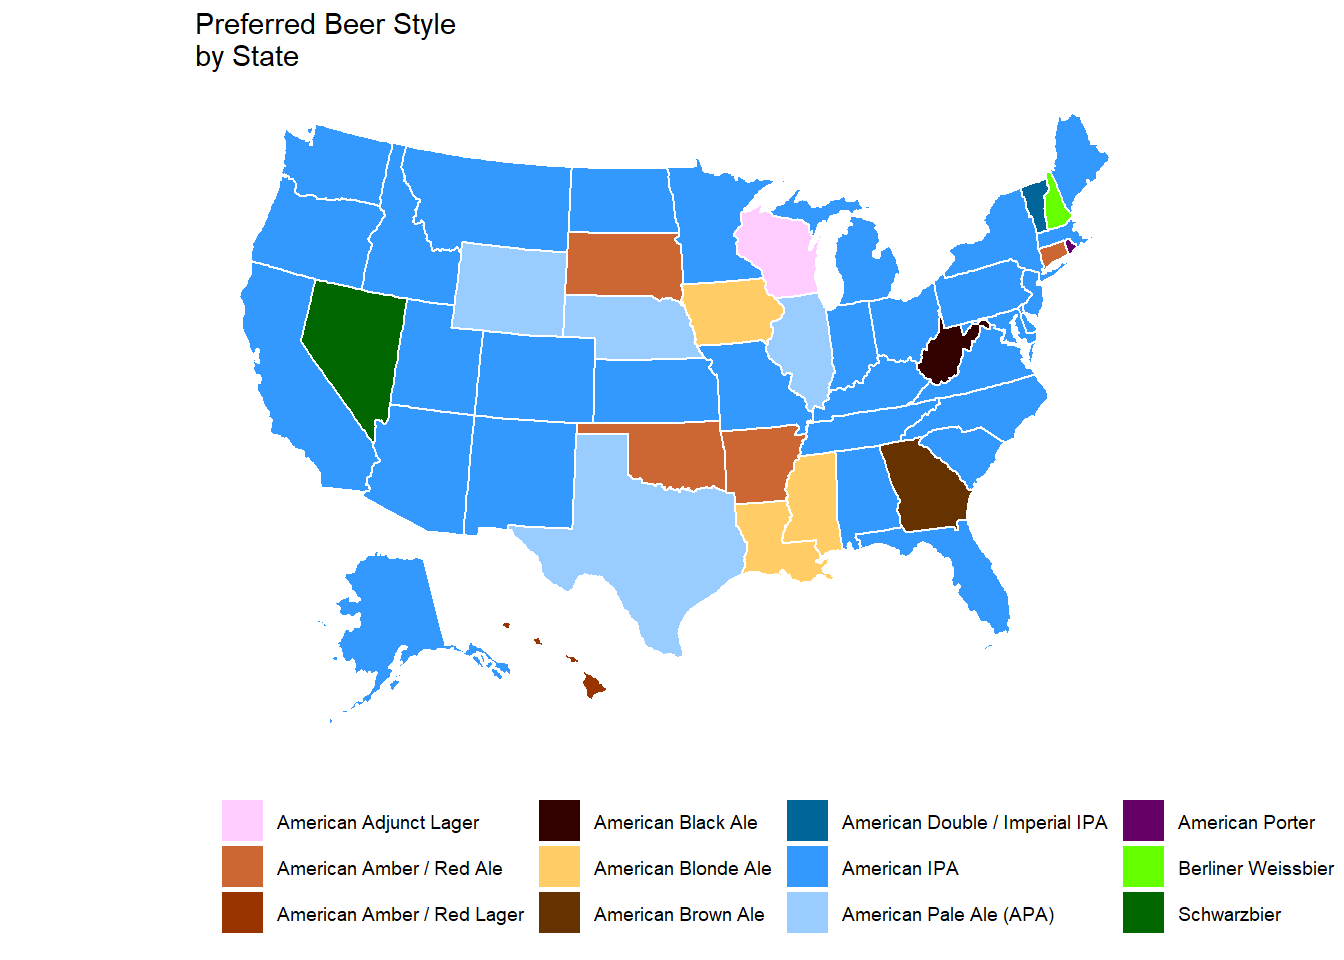 Preferred Beer Style
by State
American Adjunct Lager
American Amber / Red Ale
American Amber / Red Lager
American Black Ale
American Blonde Ale
American Brown Ale
American Double / Imperial IPA
American IPA
American Pale Ale (APA)
American Porter
Berliner Weissbier
Schwarzbier